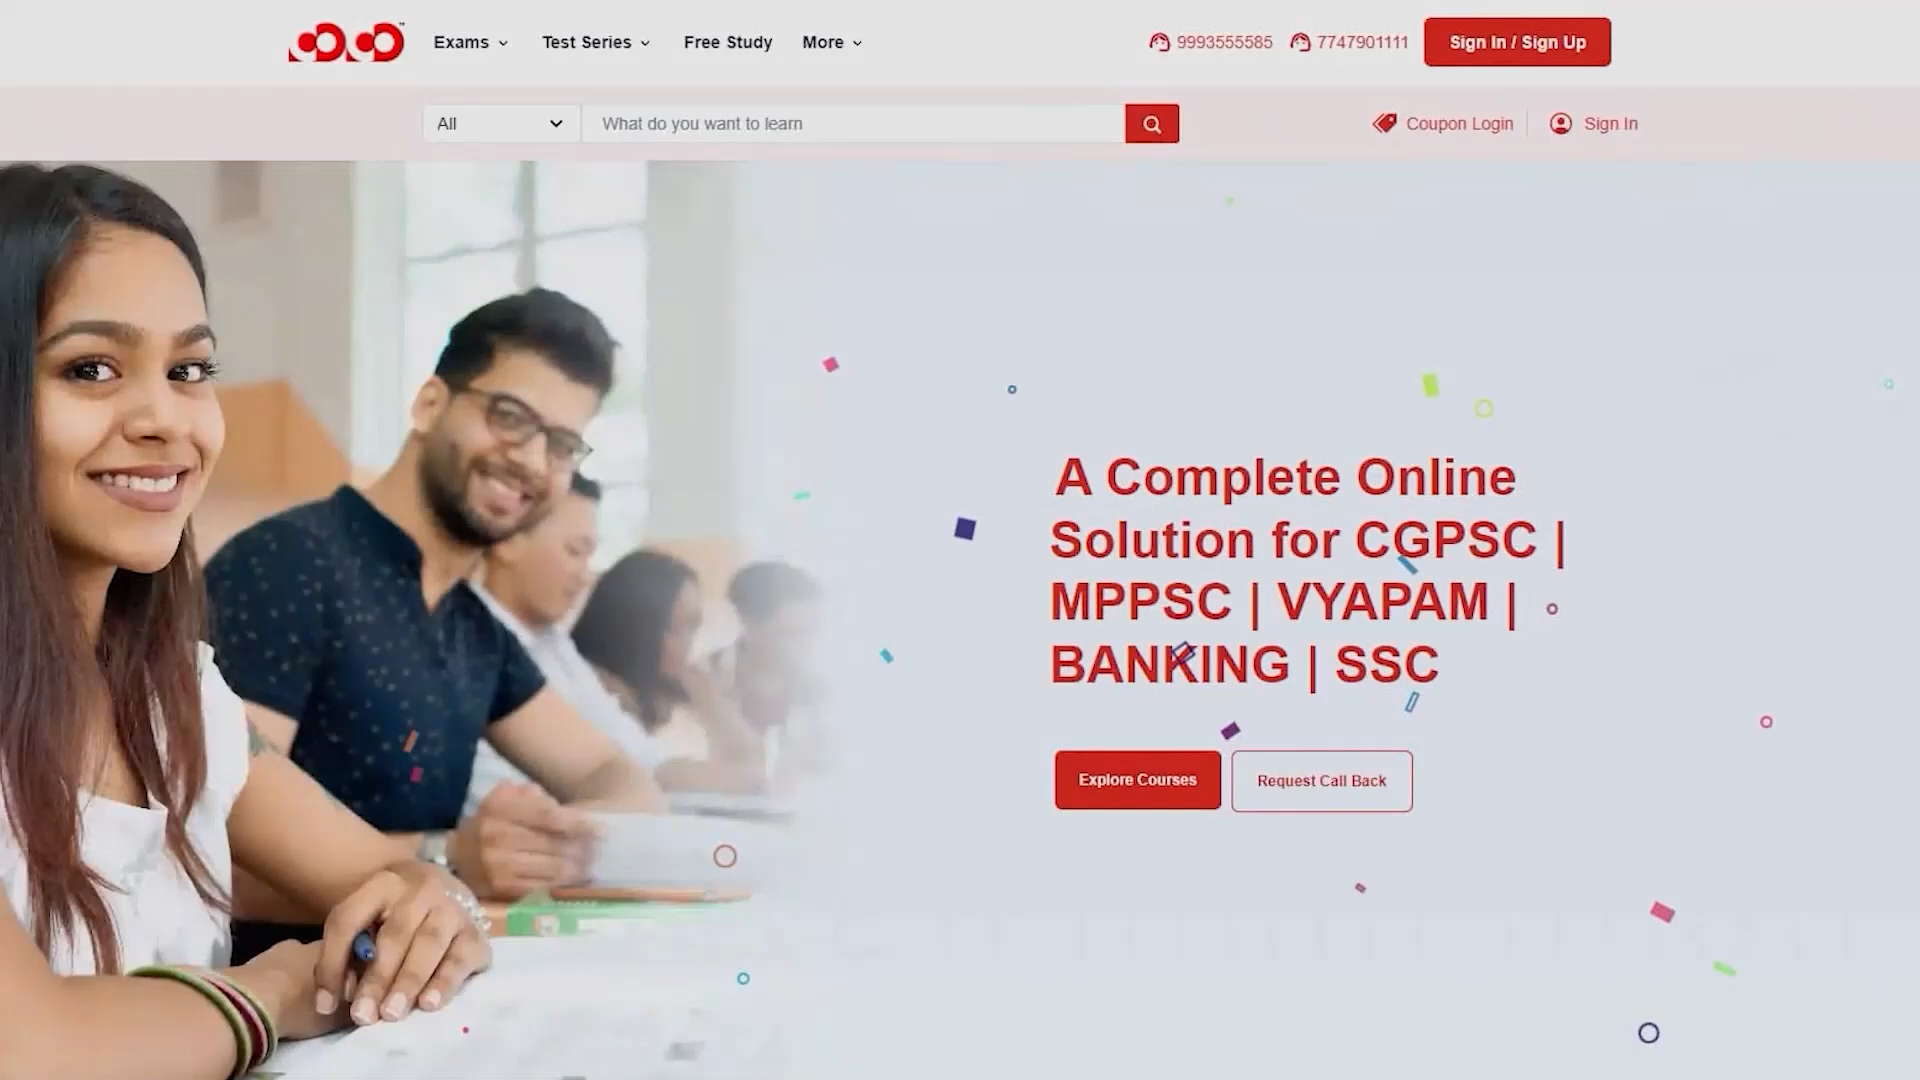 Exams
Test Series
Free Study
More
9993555585
7747901111
Sign In / Sign Up
All
What do you want to learn
Coupon Login
Sign In
A Complete Online
Solution for CGPSC |
MPPSC | VYAPAM |
BANKING | SSC
Explore Courses
Request Call Back